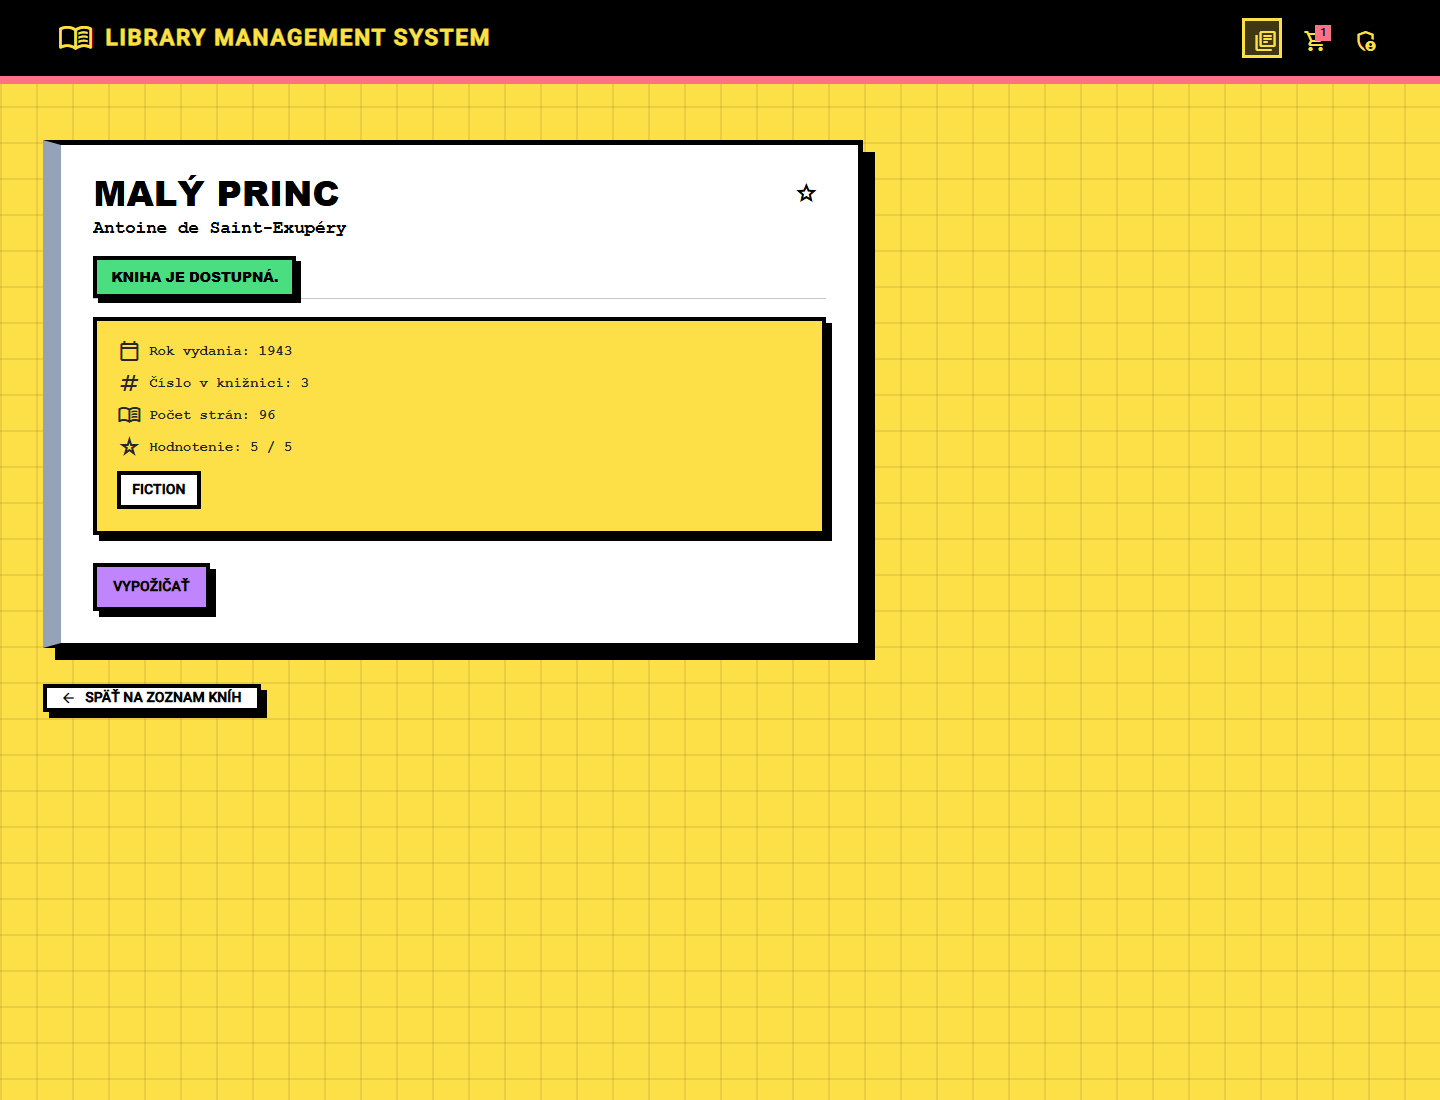 LIBRARY MANAGEMENT SYSTEM
1
MALÝ PRINC
Antoine de Saint-Exupéry
KNIHA JE DOSTUPNÁ.
Rok vydania: 1943
Číslo v knižnici: 3
Počet strán: 96
Hodnotenie: 5 / 5
FICTION
VYPOŽIČAŤ
SPÄŤ NA ZOZNAM KNÍH